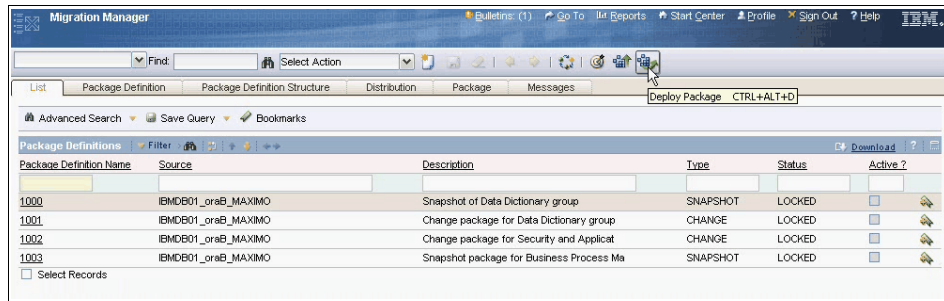 Migration Manager Bulletins: (1) Go To Reports Start Center Profile Sign Out Help IBM.
Find: Select Action
Deploy Package CTRL+ALT+D
List Package Definition Package Definition Structure Distribution Package Messages
Advanced Search Save Query Bookmarks
Package Definitions Filter Download ?
Package Definition Name Source Description Type Status Active ?
1000 IBMDB01_oraB_MAXIMO Snapshot of Data Dictionary group SNAPSHOT LOCKED
1001 IBMDB01_oraB_MAXIMO Change package for Data Dictionary group CHANGE LOCKED
1002 IBMDB01_oraB_MAXIMO Change package for Security and Applicat CHANGE LOCKED
1003 IBMDB01_oraB_MAXIMO Snapshot package for Business Process Ma SNAPSHOT LOCKED
Select Records